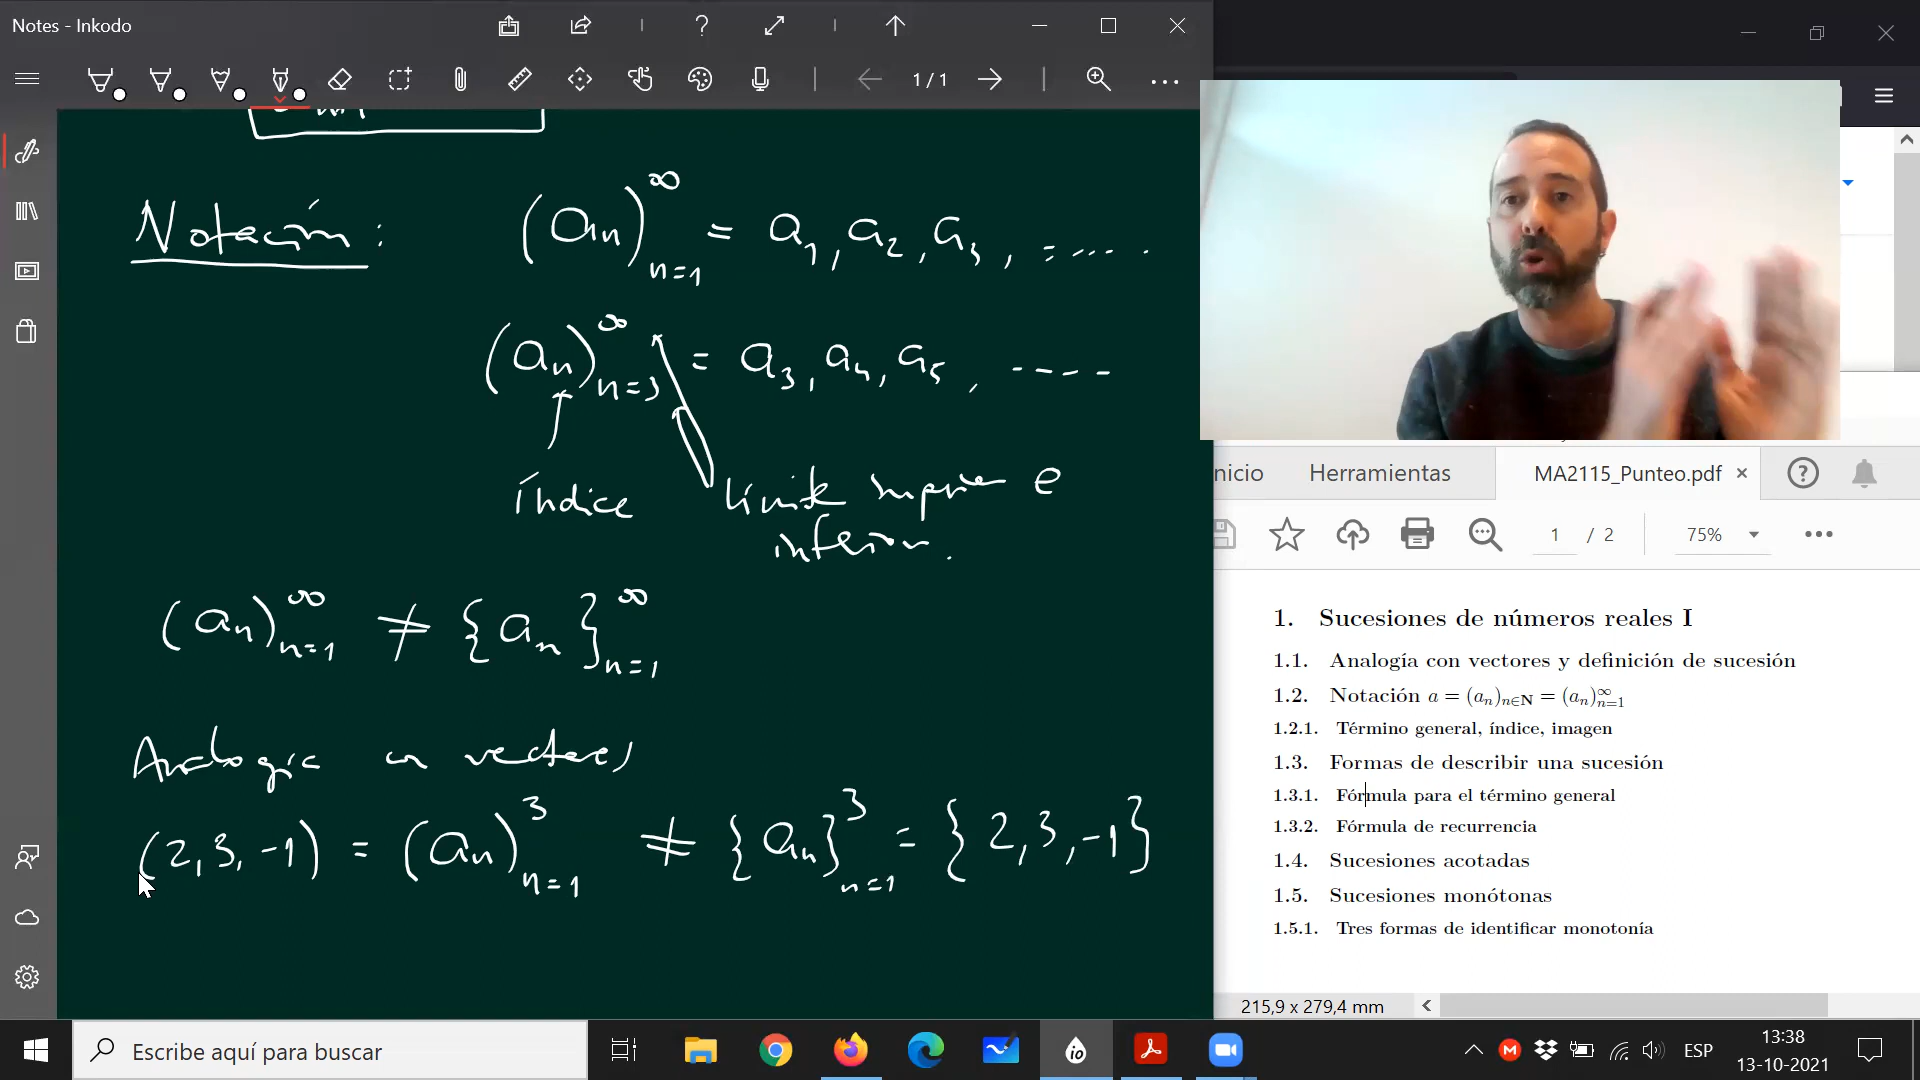 Notes - Inkodo
1 / 1
Notación: (aₙ)_{n=1}^{∞} = a₁, a₂, a₃, .....
(aₙ)_{n=3}^{∞} = a₃, a₄, a₅, ----
índice
límite superior e
inferior.
(aₙ)_{n=1}^{∞} ≠ {aₙ}_{n=1}^{∞}
Analogía con vectores
(2, 3, -1) = (aₙ)_{n=1}^{3} ≠ {aₙ}_{n=1}^{3} = {2, 3, -1}
nicio Herramientas MA2115_Punteo.pdf ×
1 / 2 75%
1. Sucesiones de números reales I
1.1. Analogía con vectores y definición de sucesión
1.2. Notación a = (aₙ)_{n∈N} = (aₙ)_{n=1}^{∞}
1.2.1. Término general, índice, imagen
1.3. Formas de describir una sucesión
1.3.1. Fórmula para el término general
1.3.2. Fórmula de recurrencia
1.4. Sucesiones acotadas
1.5. Sucesiones monótonas
1.5.1. Tres formas de identificar monotonía
215,9 x 279,4 mm
Escribe aquí para buscar
io
M
ESP
13:38
13-10-2021